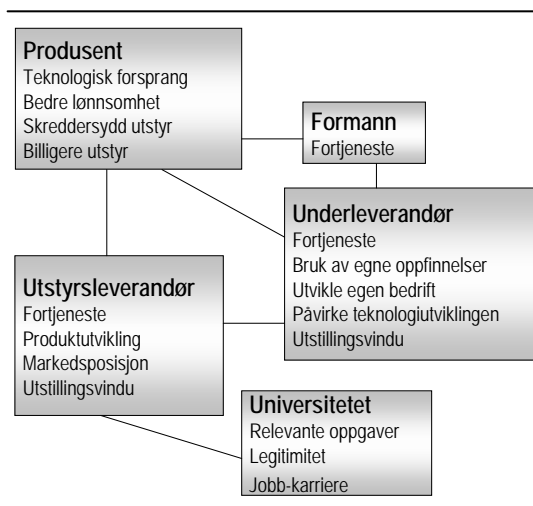 Produsent
Teknologisk forsprang
Bedre lønnsomhet
Skreddersydd utstyr
Billigere utstyr
Formann
Fortjeneste
Underleverandør
Fortjeneste
Bruk av egne oppfinnelser
Utvikle egen bedrift
Påvirke teknologiutviklingen
Utstillingsvindu
Utstyrsleverandør
Fortjeneste
Produktutvikling
Markedsposisjon
Utstillingsvindu
Universitetet
Relevante oppgaver
Legitimitet
Jobb-karriere